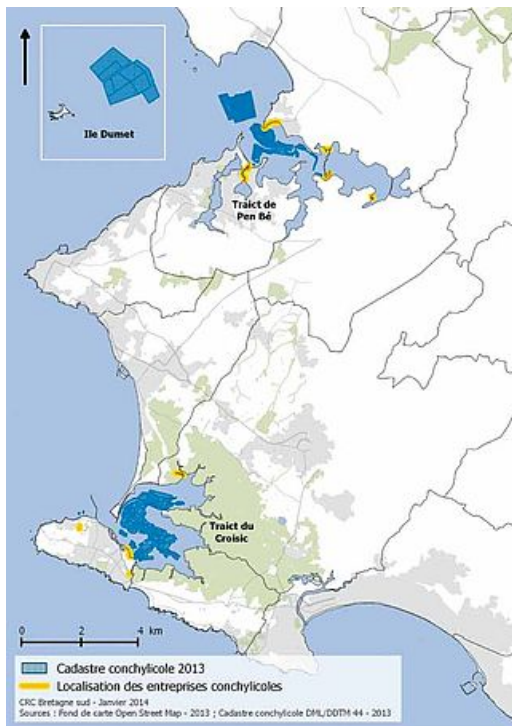 Ile Dumet
Traict de
Pen Bé
Traict du
Croisic
0 2 4 km
Cadastre conchylicole 2013
Localisation des entreprises conchylicoles
CRC Bretagne sud - Janvier 2014
Sources : Fond de carte Open Street Map - 2013 ; Cadastre conchylicole DML/DDTM 44 - 2013